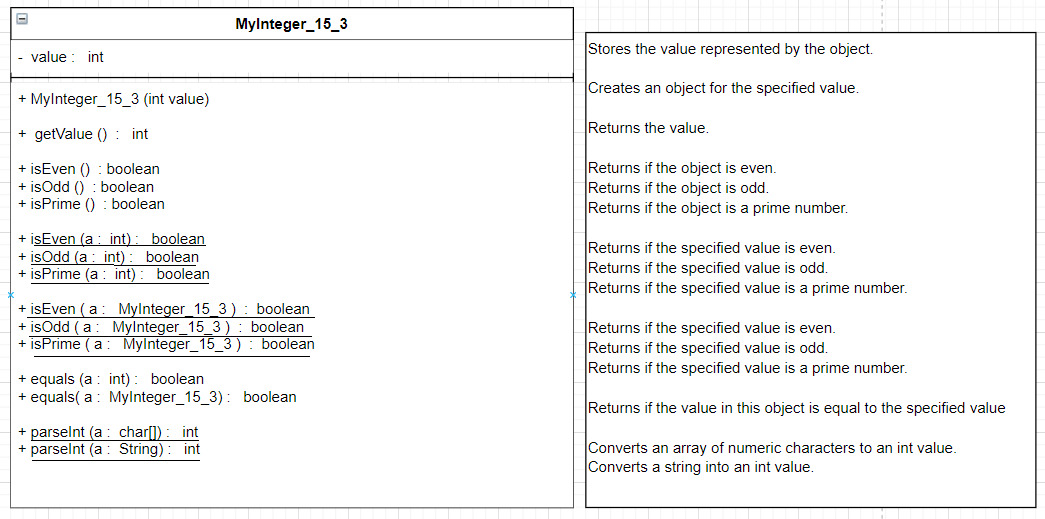 MyInteger_15_3
- value : int
+ MyInteger_15_3 (int value)
+ getValue () : int
+ isEven () : boolean
+ isOdd () : boolean
+ isPrime () : boolean
+ isEven (a : int) : boolean
+ isOdd (a : int) : boolean
+ isPrime (a : int) : boolean
+ isEven ( a : MyInteger_15_3 ) : boolean
+ isOdd ( a : MyInteger_15_3 ) : boolean
+ isPrime ( a : MyInteger_15_3 ) : boolean
+ equals (a : int) : boolean
+ equals( a : MyInteger_15_3) : boolean
+ parseInt (a : char[]) : int
+ parseInt (a : String) : int
Stores the value represented by the object.
Creates an object for the specified value.
Returns the value.
Returns if the object is even.
Returns if the object is odd.
Returns if the object is a prime number.
Returns if the specified value is even.
Returns if the specified value is odd.
Returns if the specified value is a prime number.
Returns if the specified value is even.
Returns if the specified value is odd.
Returns if the specified value is a prime number.
Returns if the value in this object is equal to the specified value
Converts an array of numeric characters to an int value.
Converts a string into an int value.